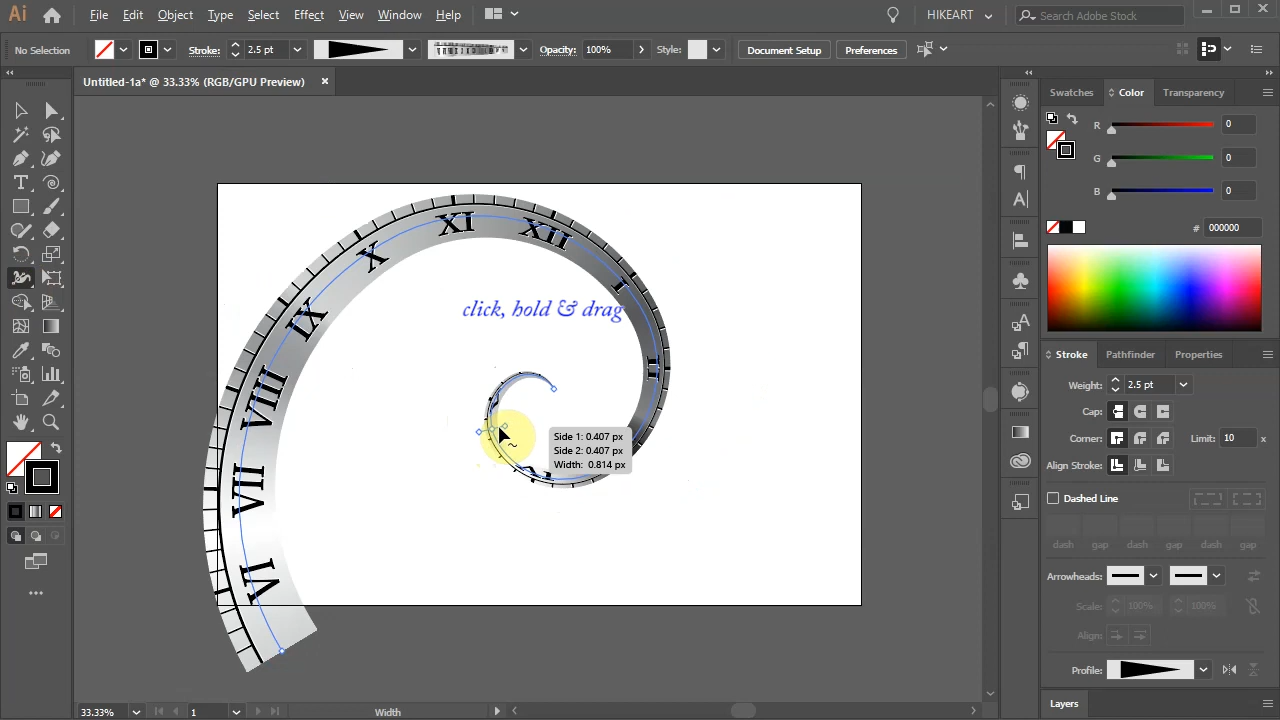 Ai File Edit Object Type Select Effect View Window Help HIKEART Search Adobe Stock
No Selection Stroke: 2.5 pt Opacity: 100% Style: Document Setup Preferences
Untitled-1a* @ 33.33% (RGB/GPU Preview)
Swatches Color Transparency
R 0
G 0
B 0
# 000000
XI XII
X I
IX click, hold & drag
VIII II
VII
VI
Side 1: 0.407 px
Side 2: 0.407 px
Width: 0.814 px
Stroke Pathfinder Properties
Weight: 2.5 pt
Cap:
Corner: Limit: 10 x
Align Stroke:
Dashed Line
dash gap dash gap dash gap
Arrowheads:
Scale: 100% 100%
Align:
Profile:
Layers
33.33% 1 Width